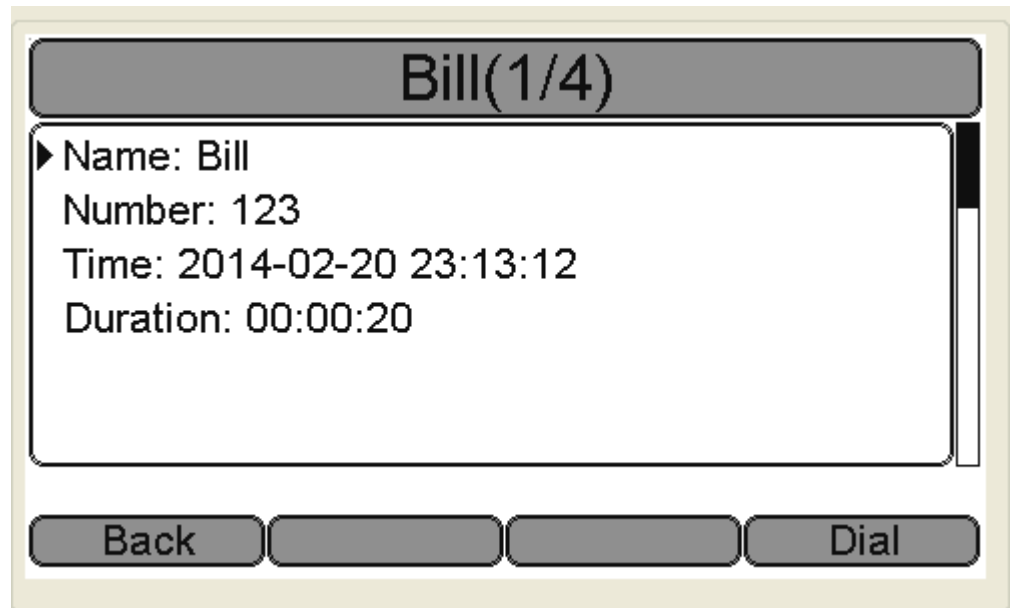 Bill(1/4)
Name: Bill
Number: 123
Time: 2014-02-20 23:13:12
Duration: 00:00:20
Back Dial